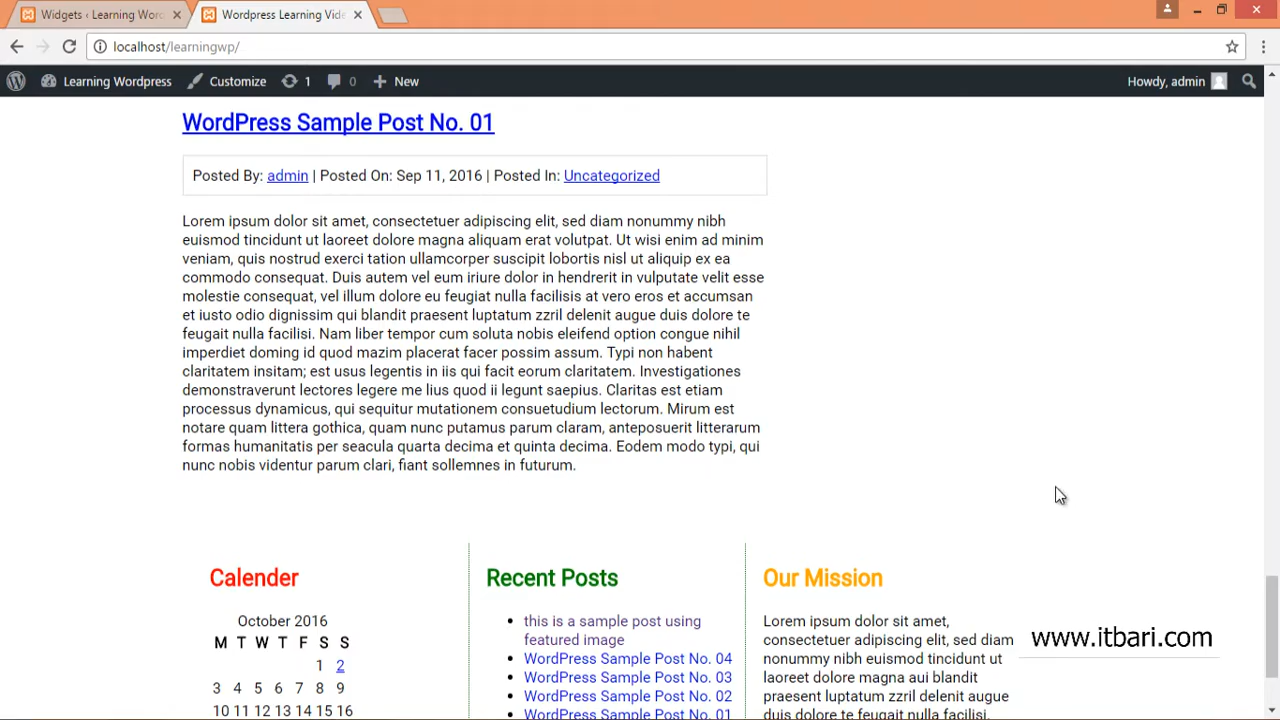 Widgets ‹ Learning Word
Wordpress Learning Vide
localhost/learningwp/
Learning Wordpress Customize 1 0 New Howdy, admin
WordPress Sample Post No. 01
Posted By: admin | Posted On: Sep 11, 2016 | Posted In: Uncategorized
Lorem ipsum dolor sit amet, consectetuer adipiscing elit, sed diam nonummy nibh
euismod tincidunt ut laoreet dolore magna aliquam erat volutpat. Ut wisi enim ad minim
veniam, quis nostrud exerci tation ullamcorper suscipit lobortis nisl ut aliquip ex ea
commodo consequat. Duis autem vel eum iriure dolor in hendrerit in vulputate velit esse
molestie consequat, vel illum dolore eu feugiat nulla facilisis at vero eros et accumsan
et iusto odio dignissim qui blandit praesent luptatum zzril delenit augue duis dolore te
feugait nulla facilisi. Nam liber tempor cum soluta nobis eleifend option congue nihil
imperdiet doming id quod mazim placerat facer possim assum. Typi non habent
claritatem insitam; est usus legentis in iis qui facit eorum claritatem. Investigationes
demonstraverunt lectores legere me lius quod ii legunt saepius. Claritas est etiam
processus dynamicus, qui sequitur mutationem consuetudium lectorum. Mirum est
notare quam littera gothica, quam nunc putamus parum claram, anteposuerit litterarum
formas humanitatis per seacula quarta decima et quinta decima. Eodem modo typi, qui
nunc nobis videntur parum clari, fiant sollemnes in futurum.
Calender
October 2016
M T W T F S S
1 2
3 4 5 6 7 8 9
10 11 12 13 14 15 16
Recent Posts
this is a sample post using
featured image
WordPress Sample Post No. 04
WordPress Sample Post No. 03
WordPress Sample Post No. 02
WordPress Sample Post No. 01
Our Mission
Lorem ipsum dolor sit amet,
consectetuer adipiscing elit, sed diam
nonummy nibh euismod tincidunt ut
laoreet dolore magna aui blandit
praesent luptatum zzril delenit augue
duis dolore te feugait nulla facilisi.
www.itbari.com